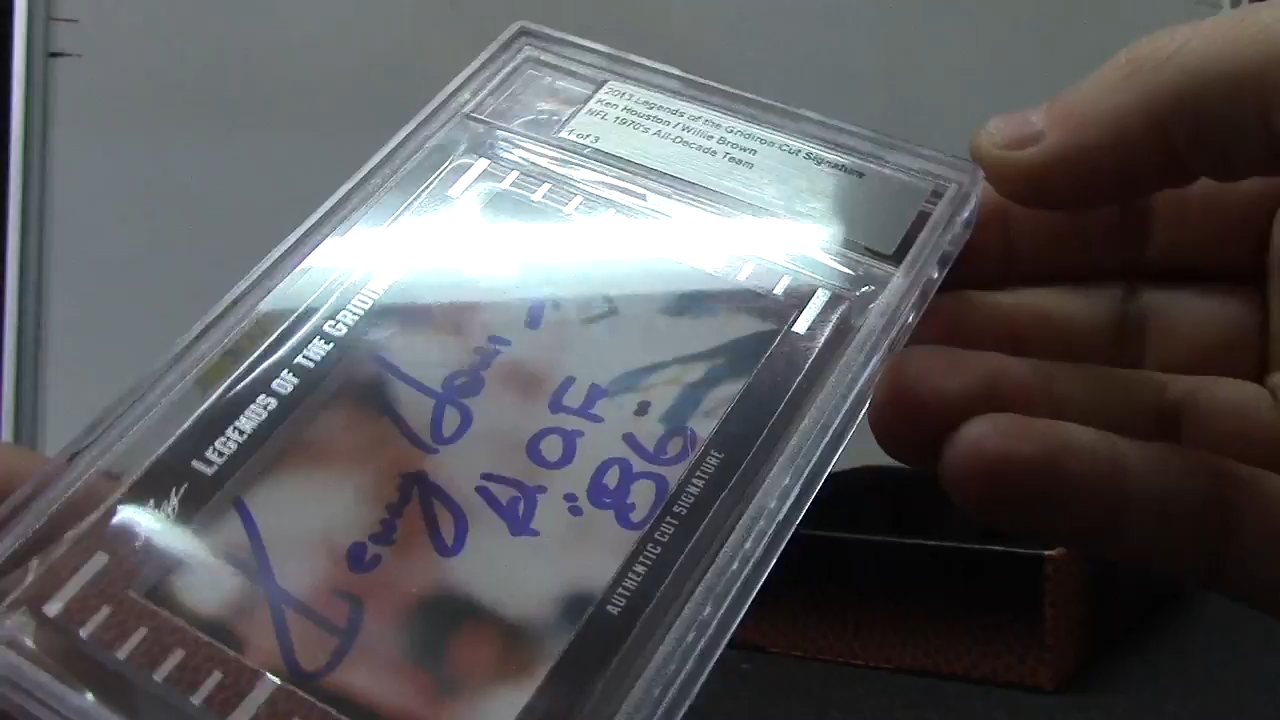 2013 Legends of the Gridiron Cut Signature
Ken Houston / Willie Brown
NFL 1970's All-Decade Team
1 of 3
LEGENDS OF THE GRIDIR
HOF
'86
AUTHENTIC CUT SIGNATURE